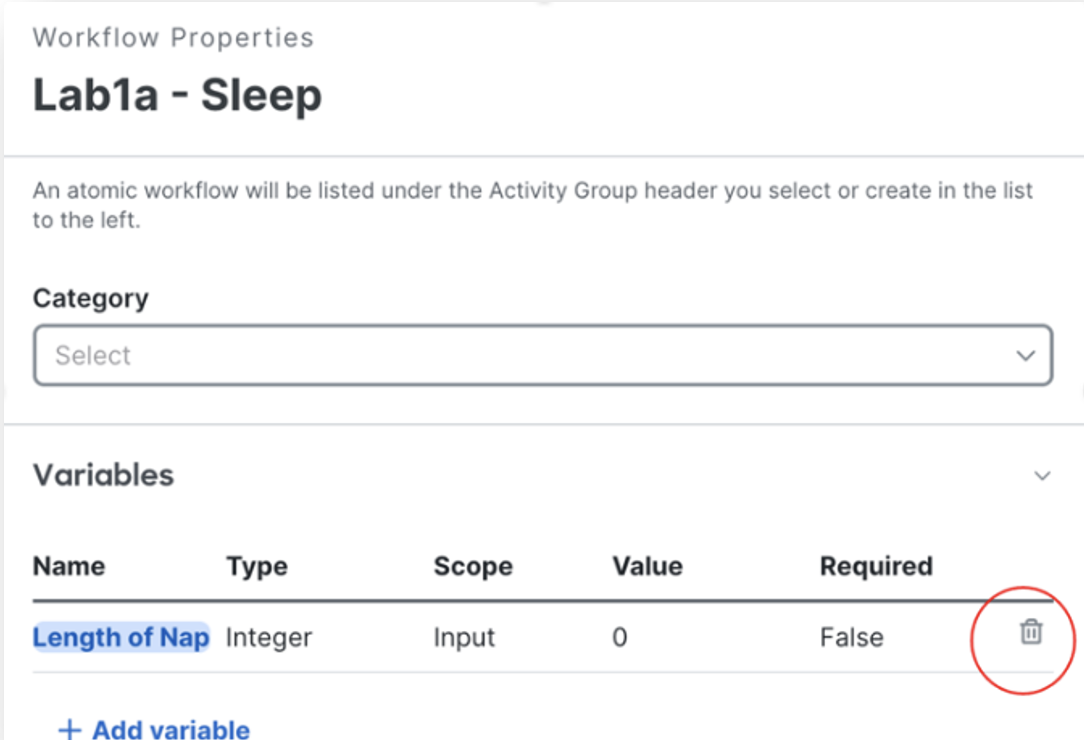 Workflow Properties
Lab1a - Sleep
An atomic workflow will be listed under the Activity Group header you select or create in the list
to the left.
Category
Select
Variables
Name Type Scope Value Required
Length of Nap Integer Input 0 False
+ Add variable